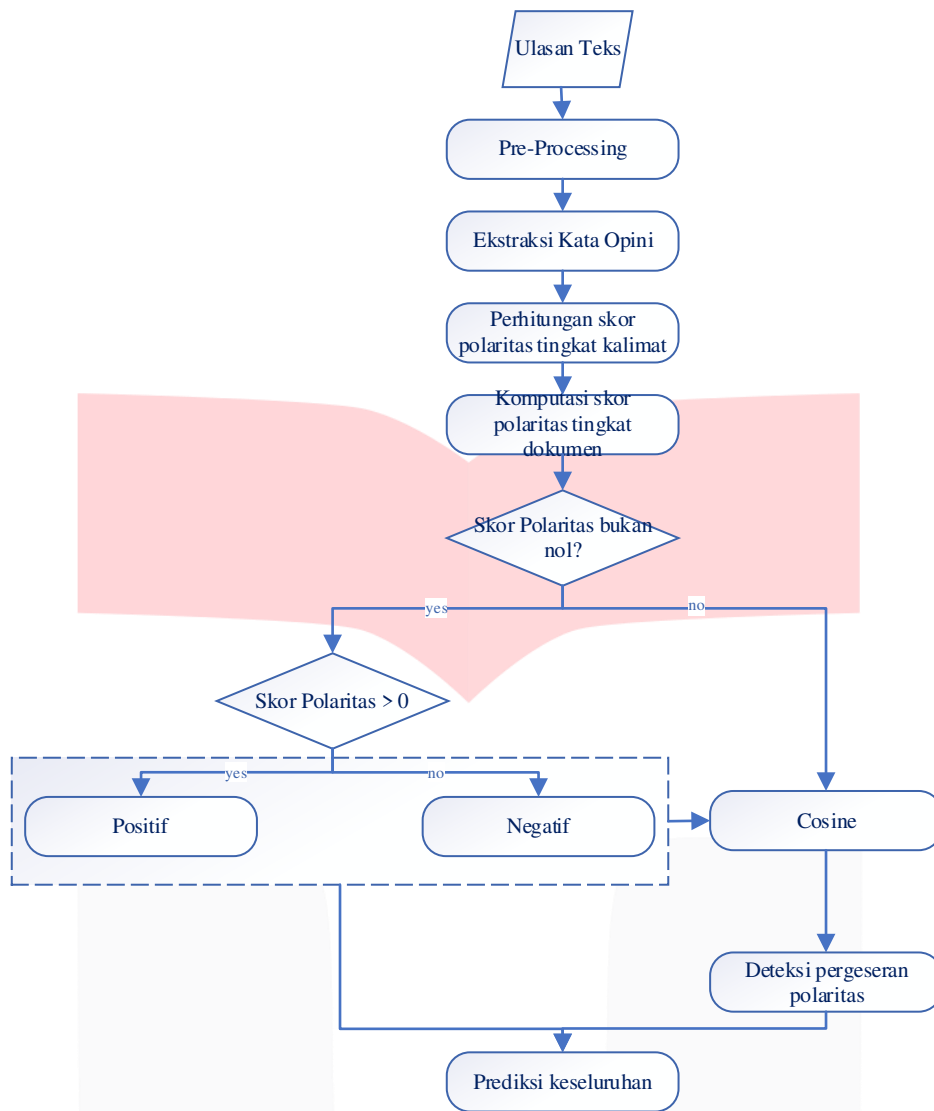 Ulasan Teks
Pre-Processing
Ekstraksi Kata Opini
Perhitungan skor
polaritas tingkat kalimat
Komputasi skor
polaritas tingkat
dokumen
Skor Polaritas bukan
nol?
yes
no
Skor Polaritas > 0
yes
no
Positif
Negatif
Cosine
Deteksi pergeseran
polaritas
Prediksi keseluruhan